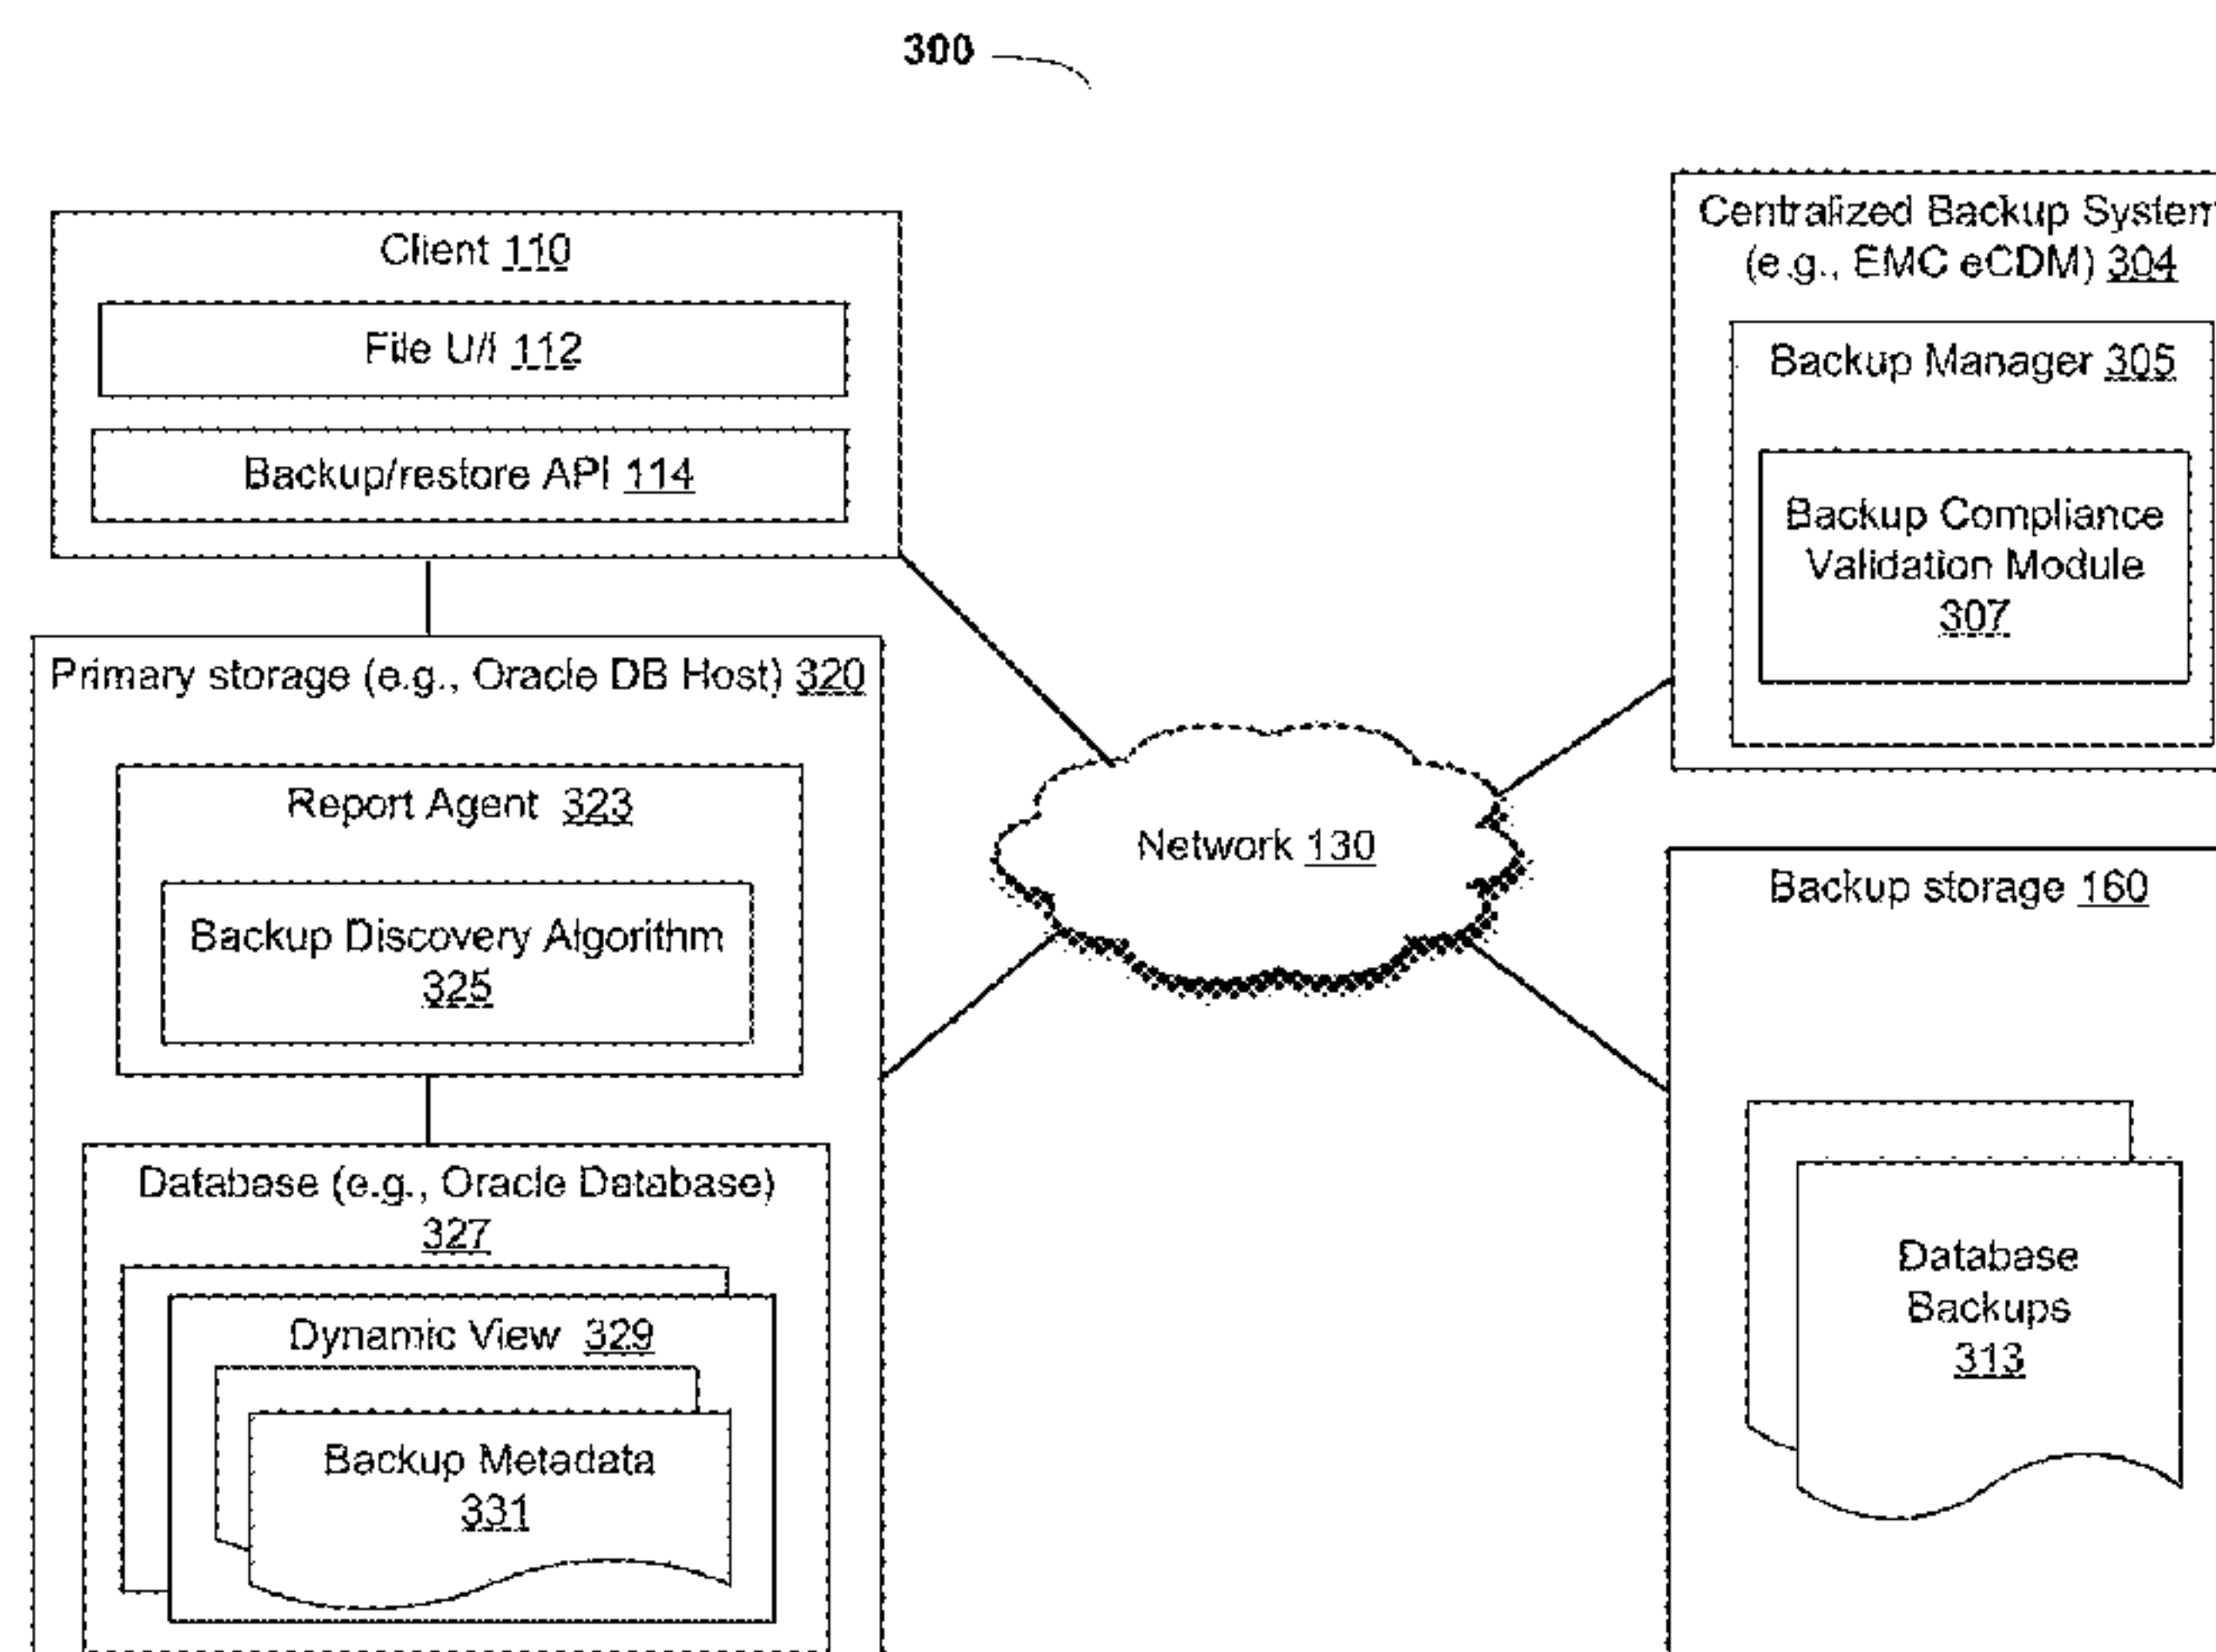 300
Client 110
File U/I 112
Backup/restore API 114
Primary storage (e.g., Oracle DB Host) 320
Report Agent 323
Backup Discovery Algorithm
325
Database (e.g., Oracle Database)
327
Dynamic View 329
Backup Metadata
331
Network 130
Centralized Backup System
(e.g., EMC eCDM) 304
Backup Manager 305
Backup Compliance
Validation Module
307
Backup storage 160
Database
Backups
313